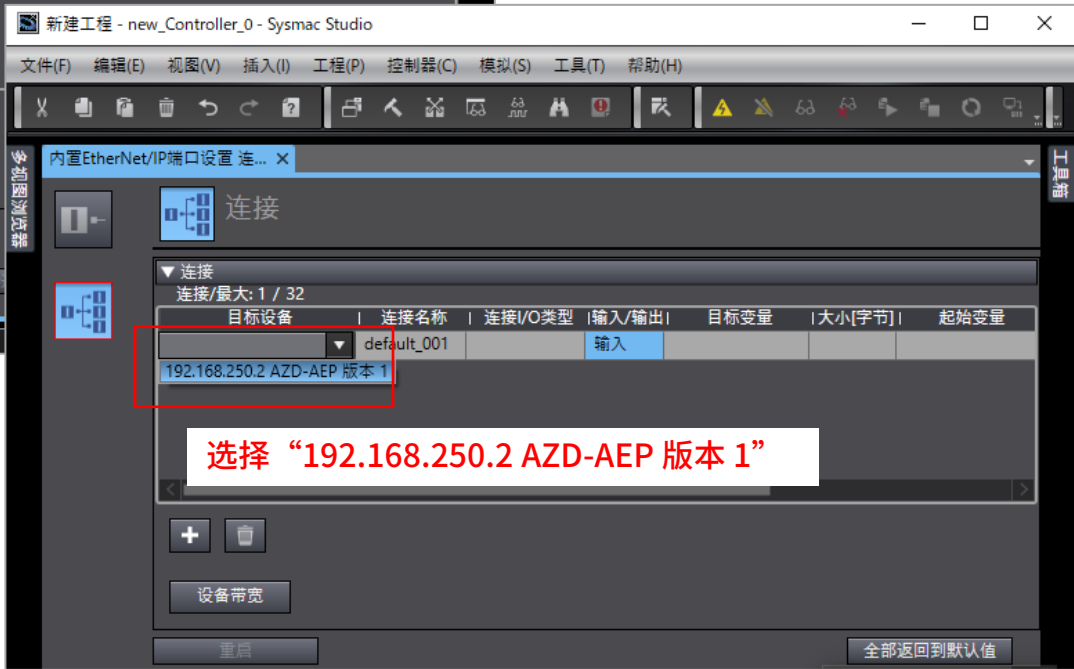 新建工程 - new_Controller_0 - Sysmac Studio
文件(F) 编辑(E) 视图(V) 插入(I) 工程(P) 控制器(C) 模拟(S) 工具(T) 帮助(H)
多视图浏览器
内置EtherNet/IP端口设置 连...
工具箱
连接
连接
连接/最大: 1 / 32
目标设备 连接名称 连接I/O类型 输入/输出 目标变量 大小[字节] 起始变量
default_001 输入
192.168.250.2 AZD-AEP 版本 1
选择“192.168.250.2 AZD-AEP 版本 1”
设备带宽
重启 全部返回到默认值